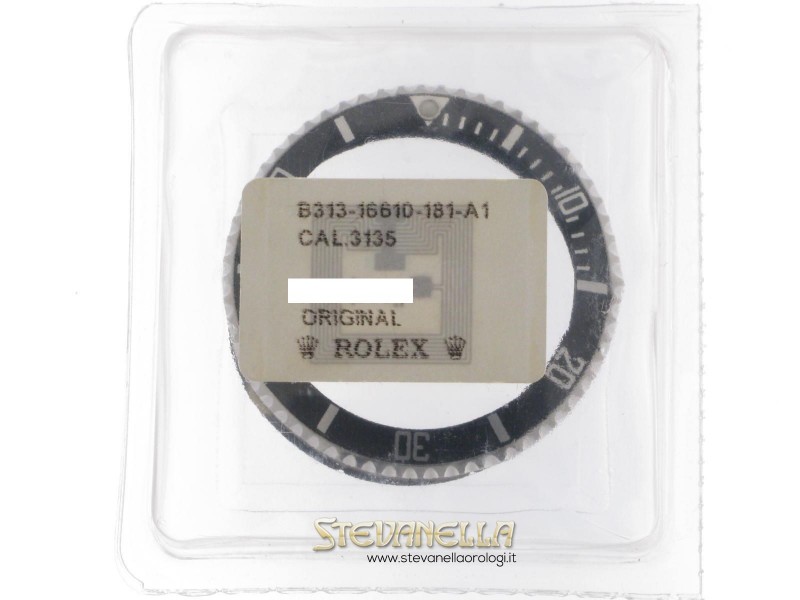 B313-16610-181-A1
CAL.3135
ORIGINAL
ROLEX
10
20
30
STEVANELLA
www.stevanellaorologi.it